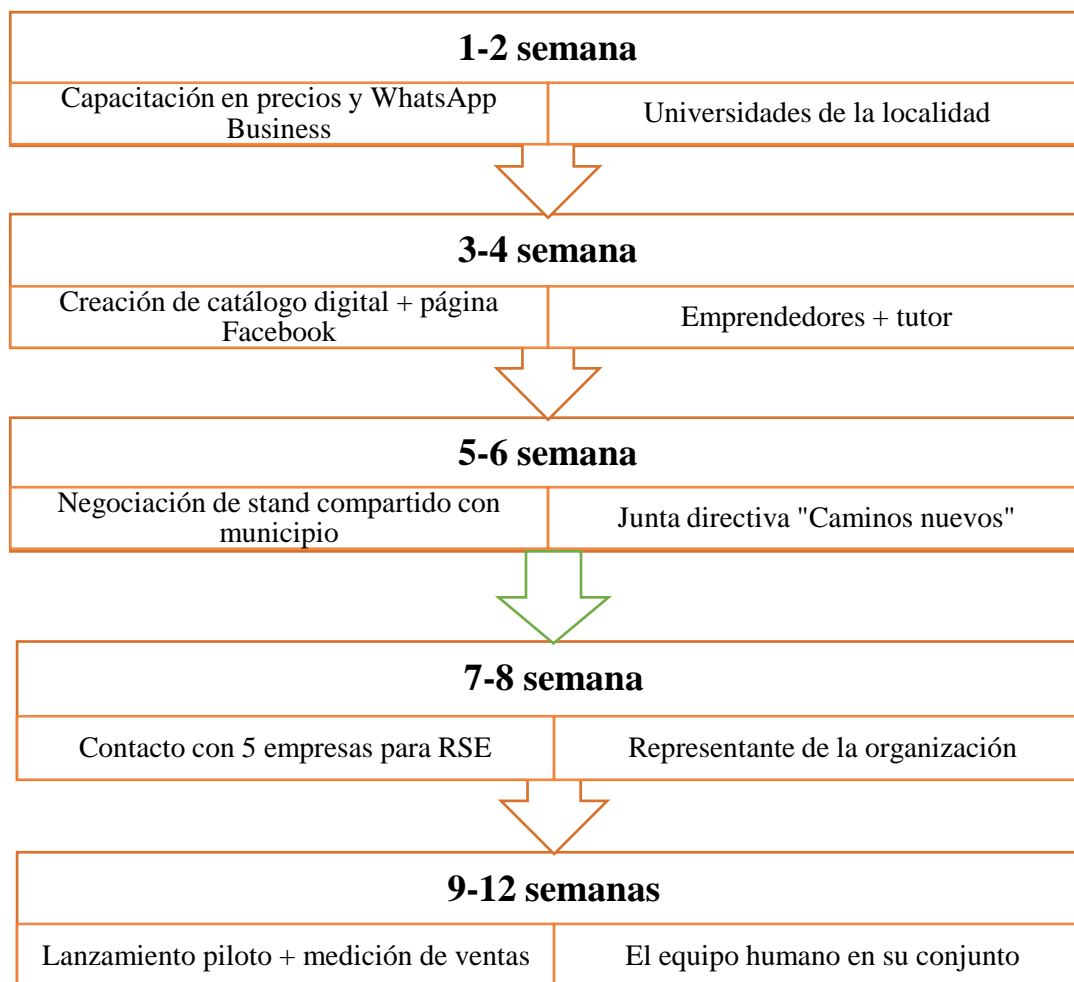 1-2 semana
Capacitación en precios y WhatsApp
Business
Universidades de la localidad
3-4 semana
Creación de catálogo digital + página
Facebook
Emprendedores + tutor
5-6 semana
Negociación de stand compartido con
municipio
Junta directiva "Caminos nuevos"
7-8 semana
Contacto con 5 empresas para RSE
Representante de la organización
9-12 semanas
Lanzamiento piloto + medición de ventas
El equipo humano en su conjunto